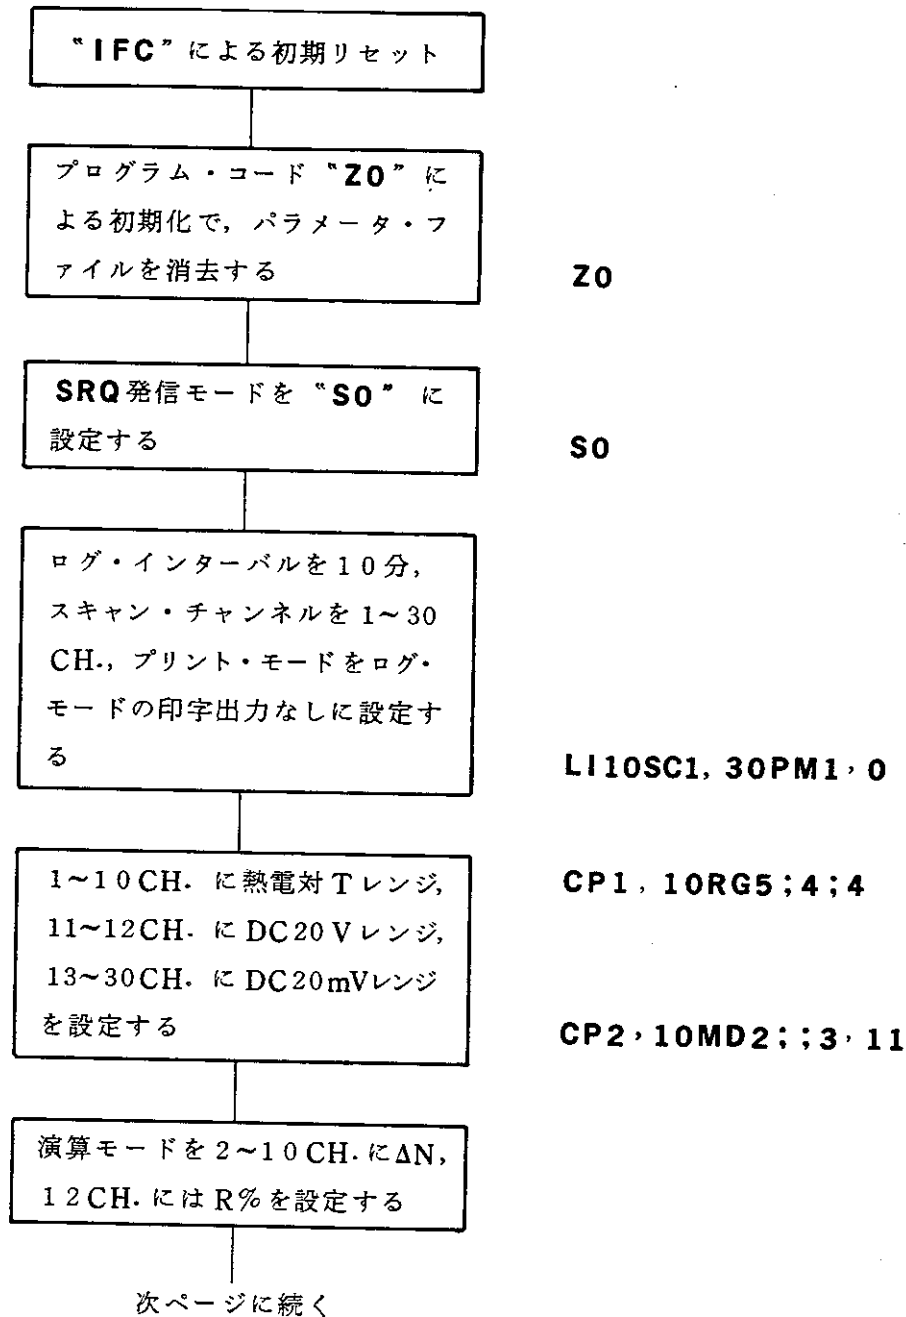 “IFC”による初期リセット
プログラム・コード“Z0”に
よる初期化で，パラメータ・フ
ァイルを消去する
Z0
SRQ発信モードを“S0”に
設定する
S0
ログ・インターバルを10分，
スキャン・チャンネルを1~30
CH.，プリント・モードをログ・
モードの印字出力なしに設定す
る
LI10SC1, 30PM1, 0
1~10CH. に熱電対Tレンジ，
11~12CH. にDC20Vレンジ，
13~30CH. にDC20mVレンジ
を設定する
CP1, 10RG5;4;4
CP2, 10MD2;;3, 11
演算モードを2~10CH.にΔN，
12CH.にはR%を設定する
次ページに続く